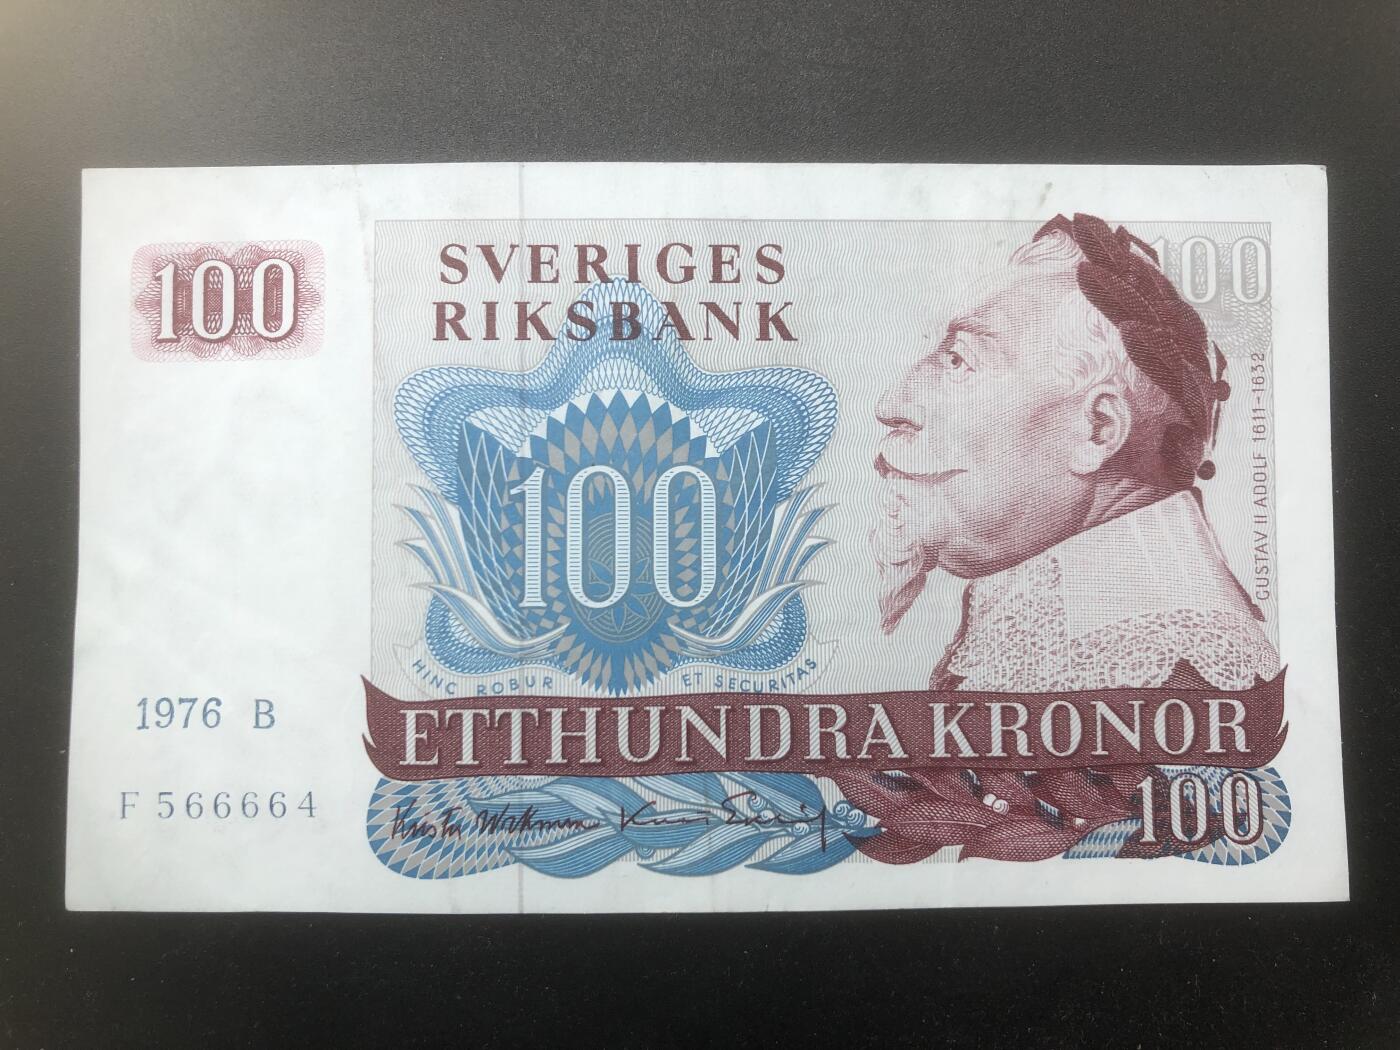 100
SVERIGES
RIKSBANK
100
100
GUSTAV II ADOLF 1611-1632
HINC ROBUR ET SECURITAS
1976 B
ETTHUNDRA KRONOR
F 566664
100